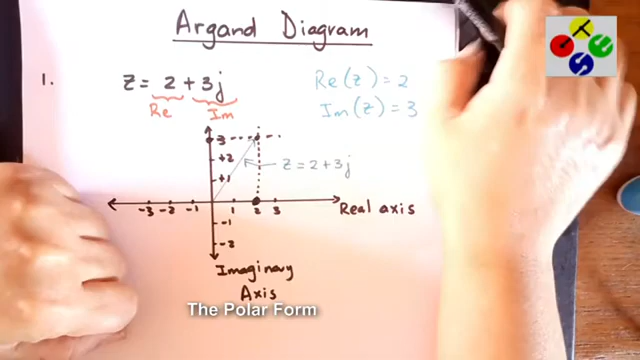 Argand Diagram
1. z = 2 + 3j
Re Im
Re(z) = 2
Im(z) = 3
3
+2
+1
z = 2 + 3j
-3 -2 -1 1 2 3
Real axis
-1
-2
Imaginary
Axis
The Polar Form